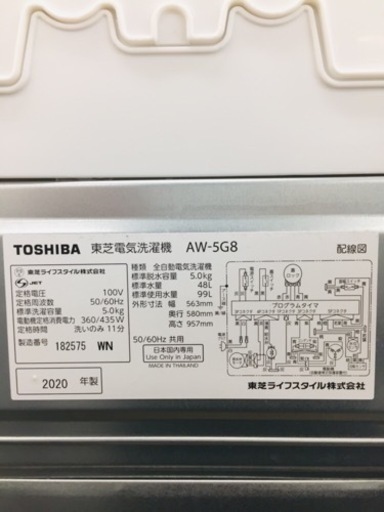 TOSHIBA 東芝電気洗濯機 AW-5G8 配線図
東芝ライフスタイル株式会社
JET
定格電圧 100V
定格周波数 50/60Hz
標準洗濯容量 5.0kg
電動機定格消費電力 360/435W
定格時間 洗いのみ 11分
製造番号 182575 WN
2020 年製
種類 全自動電気洗濯機
標準脱水容量 5.0kg
標準水量 48L
標準使用水量 99L
外形寸法 幅 563mm
奥行 580mm
高さ 957mm
50/60Hz 共用
日本国内専用
Use Only in Japan
MADE IN THAILAND
プログラムタイマ
東芝ライフスタイル株式会社